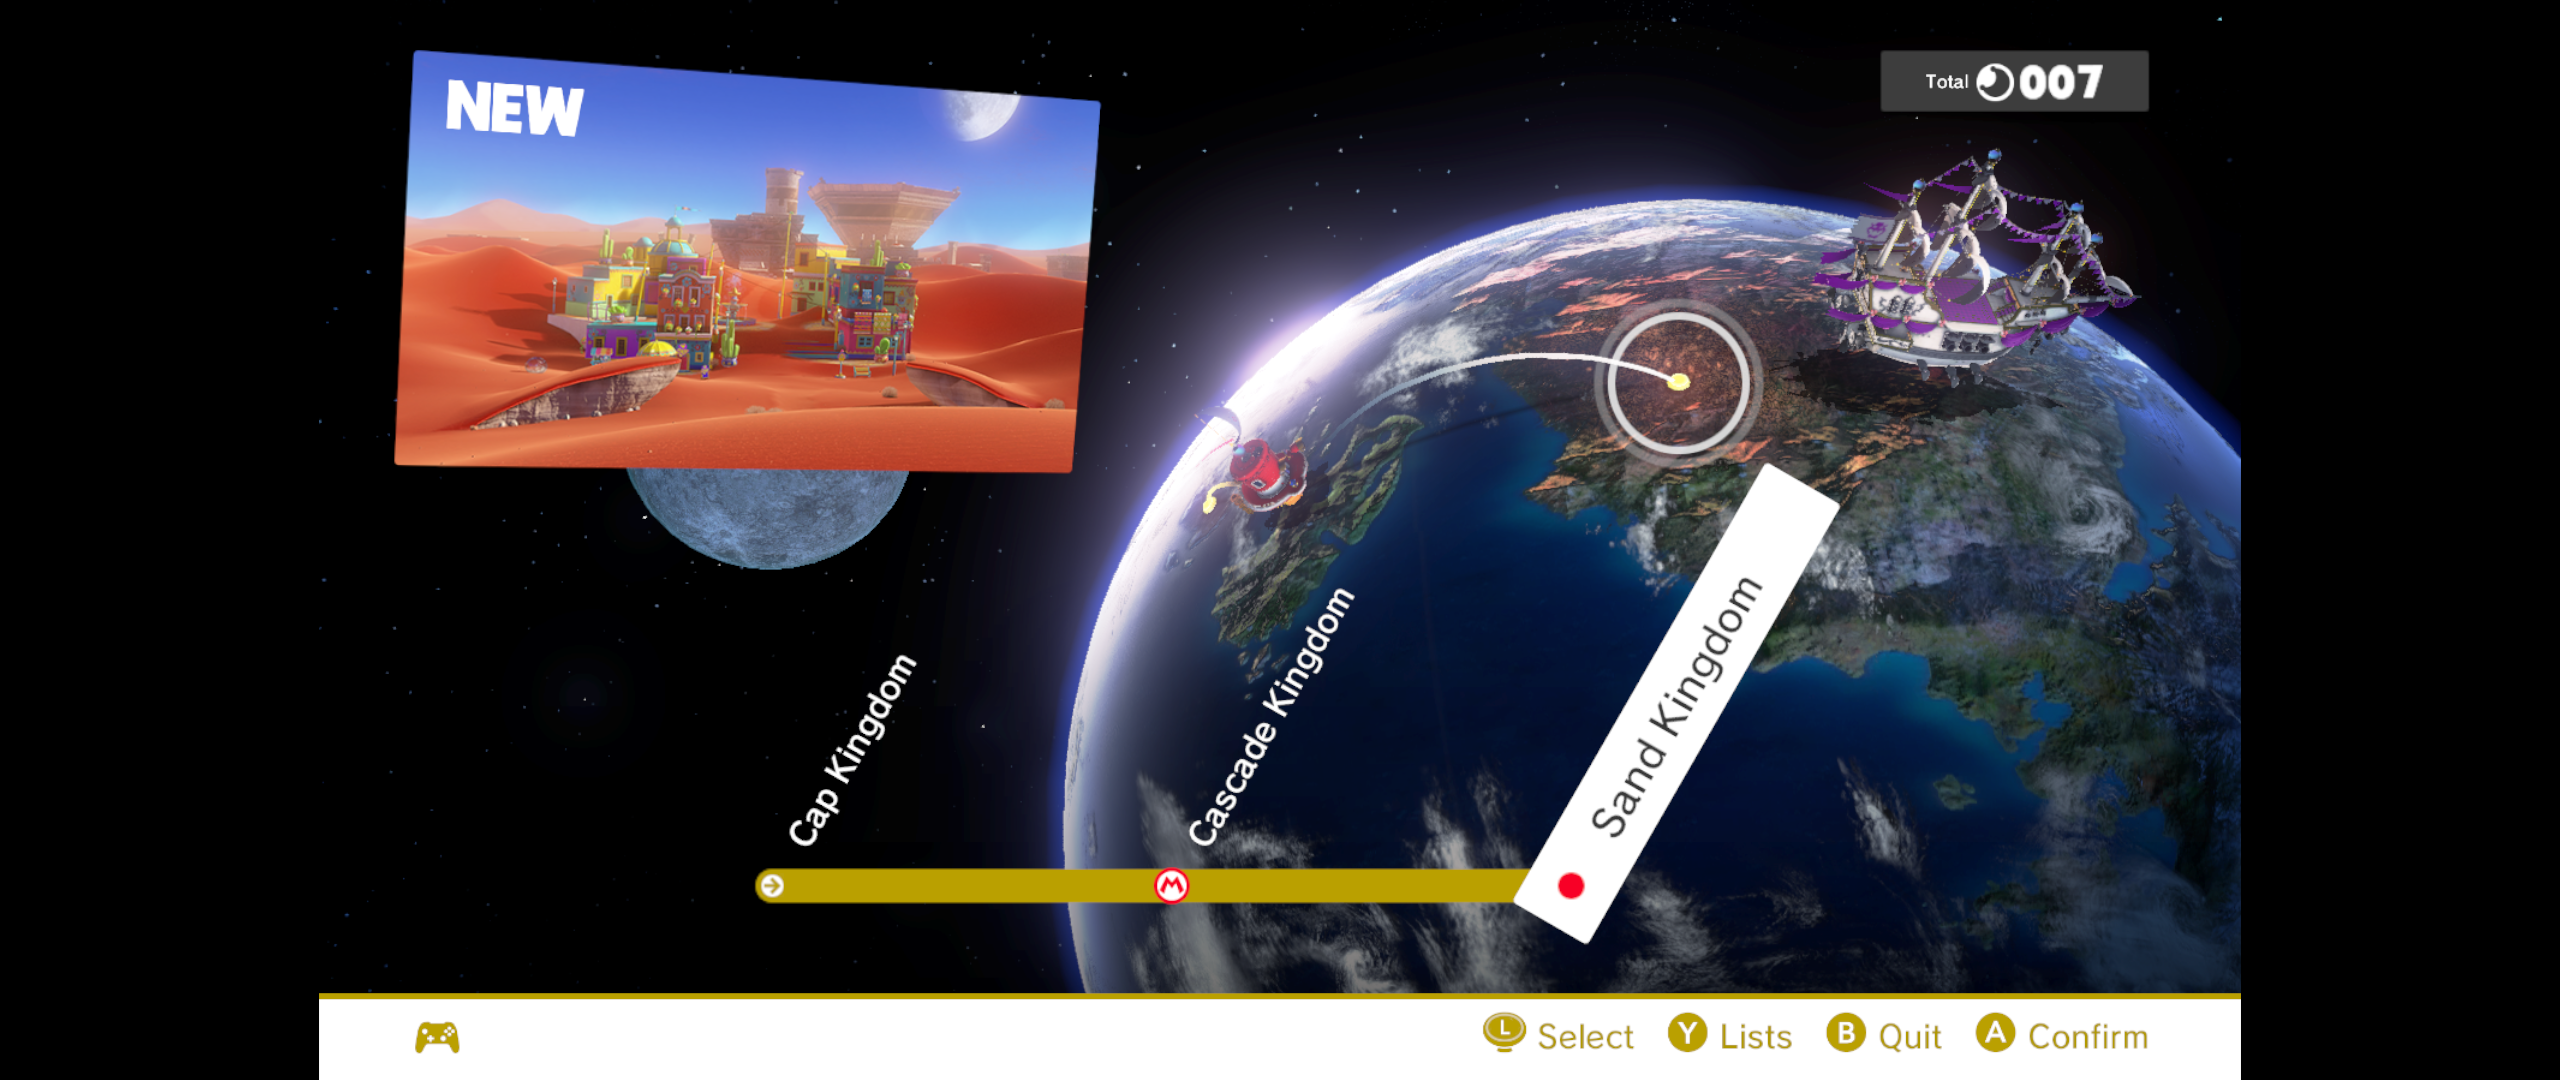 NEW
Total 007
Cap Kingdom
Cascade Kingdom
Sand Kingdom
L Select Y Lists B Quit A Confirm